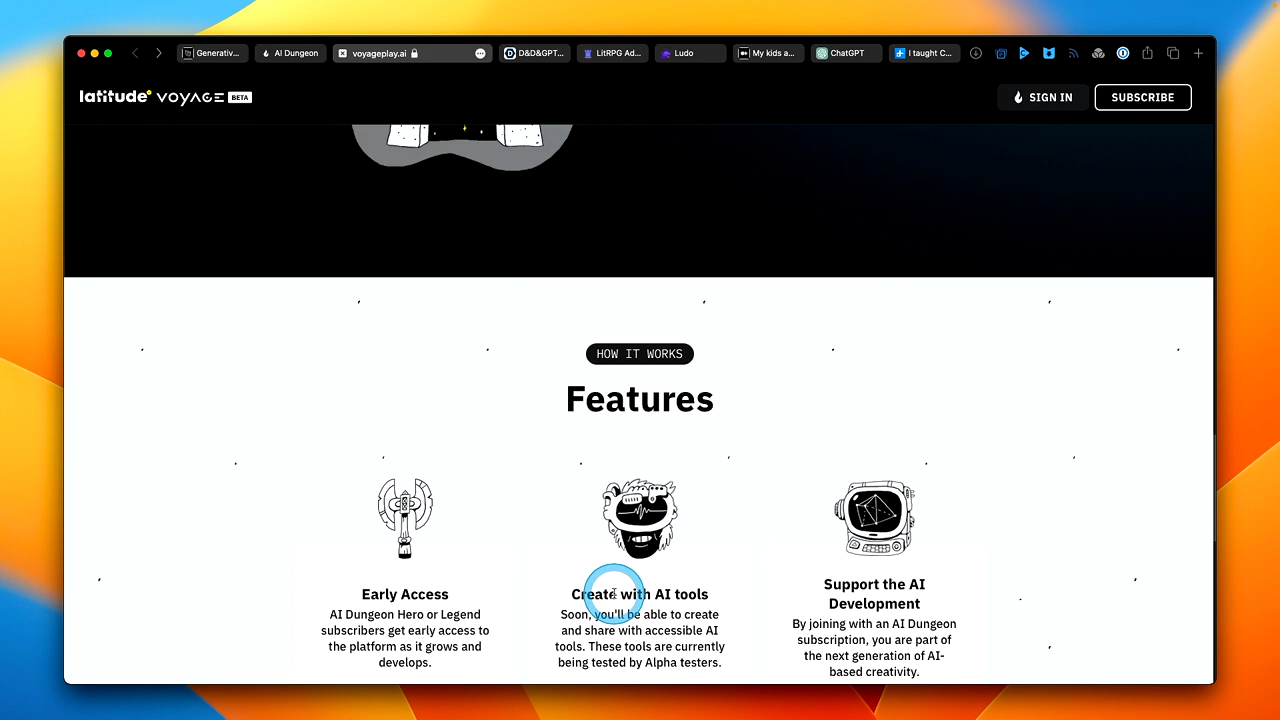 Generativ...
AI Dungeon
voyageplay.ai
D&D&GPT...
LitRPG Ad...
Ludo
My kids a...
ChatGPT
I taught C...
latitude VOYAGE BETA
SIGN IN
SUBSCRIBE
HOW IT WORKS
Features
Early Access
AI Dungeon Hero or Legend
subscribers get early access to
the platform as it grows and
develops.
Create with AI tools
Soon, you'll be able to create
and share with accessible AI
tools. These tools are currently
being tested by Alpha testers.
Support the AI
Development
By joining with an AI Dungeon
subscription, you are part of
the next generation of AI-
based creativity.